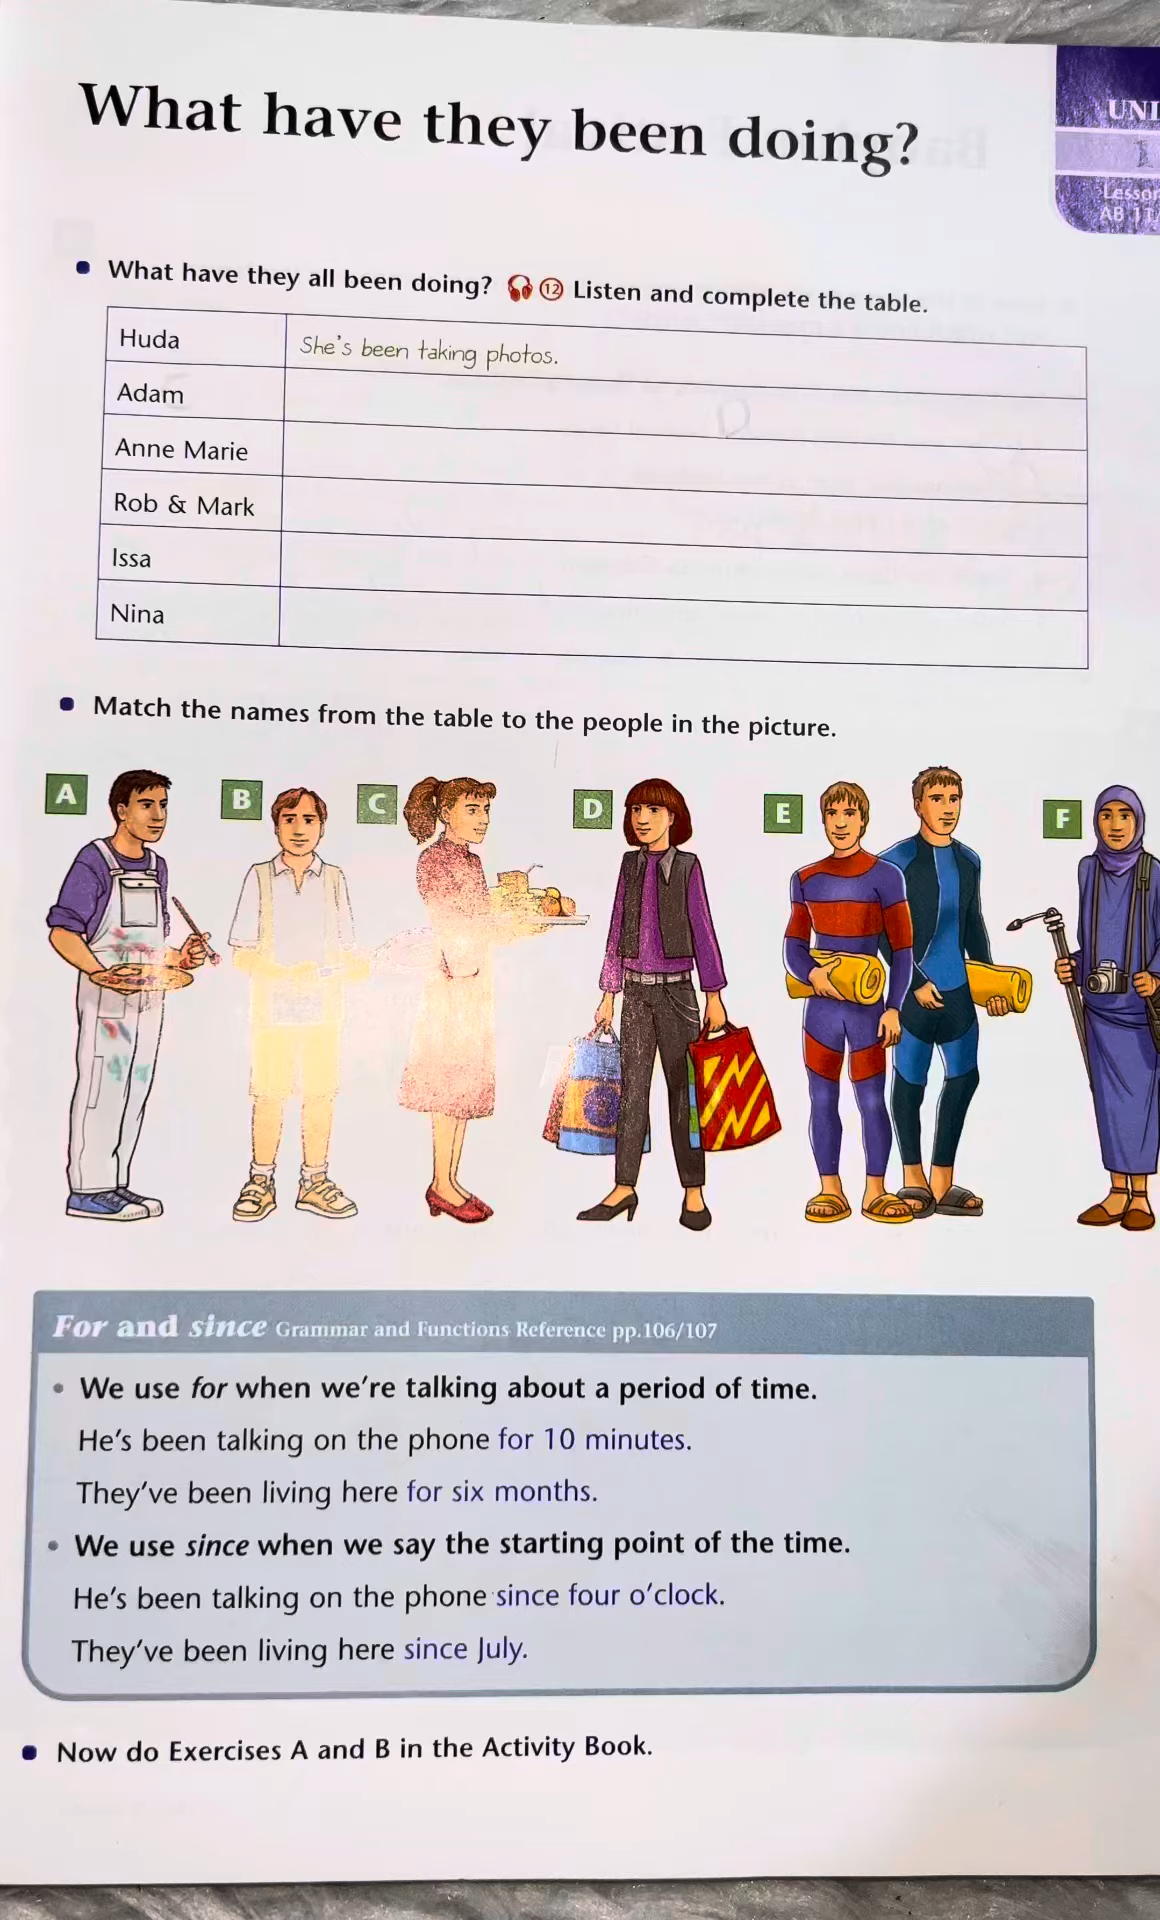 What have they been doing?
UNI
1
Lesson
AB 11/
• What have they all been doing? 12 Listen and complete the table.
Huda She's been taking photos.
Adam
Anne Marie
Rob & Mark
Issa
Nina
• Match the names from the table to the people in the picture.
A B C D E F
For and since Grammar and Functions Reference pp.106/107
• We use for when we're talking about a period of time.
He's been talking on the phone for 10 minutes.
They've been living here for six months.
• We use since when we say the starting point of the time.
He's been talking on the phone since four o'clock.
They've been living here since July.
• Now do Exercises A and B in the Activity Book.